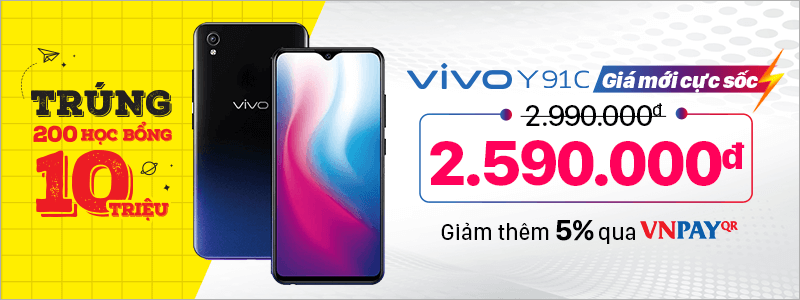 TRÚNG
200 HỌC BỔNG
10
TRIỆU
vivo
vivo Y91C Giá mới cực sốc
2.990.000đ
2.590.000đ
Giảm thêm 5% qua VNPAYQR